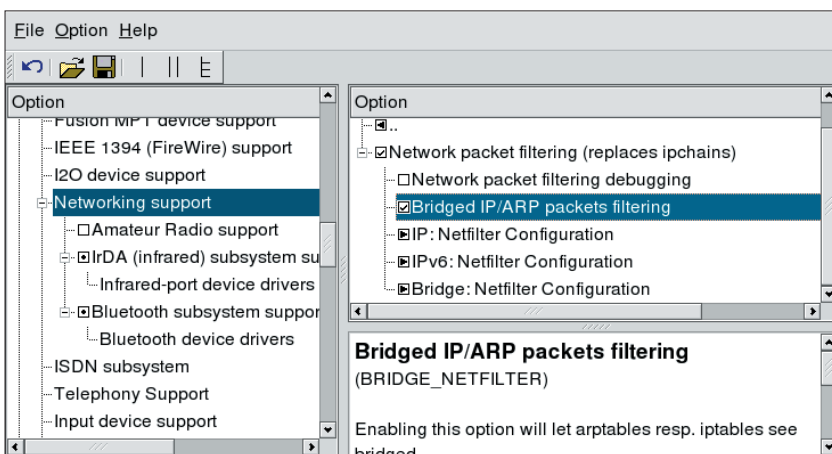 File Option Help
Option
Fusion MPT device support
IEEE 1394 (FireWire) support
I2O device support
Networking support
Amateur Radio support
IrDA (infrared) subsystem su
Infrared-port device drivers
Bluetooth subsystem suppor
Bluetooth device drivers
ISDN subsystem
Telephony Support
Input device support
Option
..
Network packet filtering (replaces ipchains)
Network packet filtering debugging
Bridged IP/ARP packets filtering
IP: Netfilter Configuration
IPv6: Netfilter Configuration
Bridge: Netfilter Configuration
Bridged IP/ARP packets filtering
(BRIDGE_NETFILTER)
Enabling this option will let arptables resp. iptables see
bridged